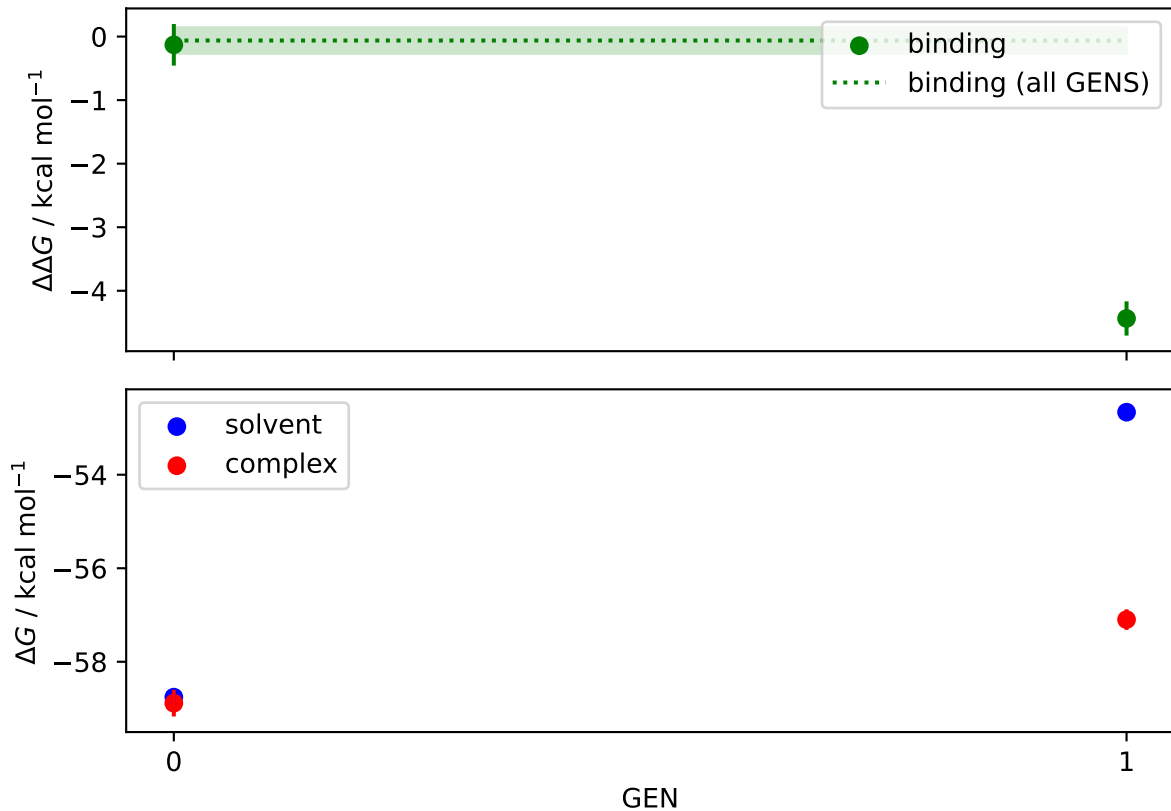 0
−1
−2
−3
−4
ΔΔG / kcal mol⁻¹
binding
binding (all GENS)
−54
−56
−58
ΔG / kcal mol⁻¹
solvent
complex
0
1
GEN